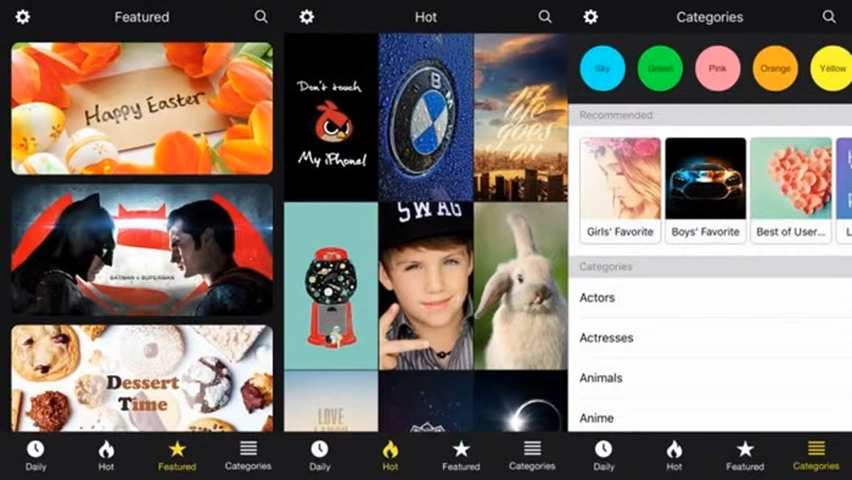 Featured
Happy Easter
BATMAN v SUPERMAN
Dessert
Time
Daily
Hot
Featured
Categories
Hot
Don't touch
My iPhone!
BMW
life
goes
on
SWAG
LOVE
Daily
Hot
Featured
Categories
Categories
Sky
Green
Pink
Orange
Yellow
Recommended
Girls' Favorite
Boys' Favorite
Best of User...
L
Categories
Actors
Actresses
Animals
Anime
Daily
Hot
Featured
Categories